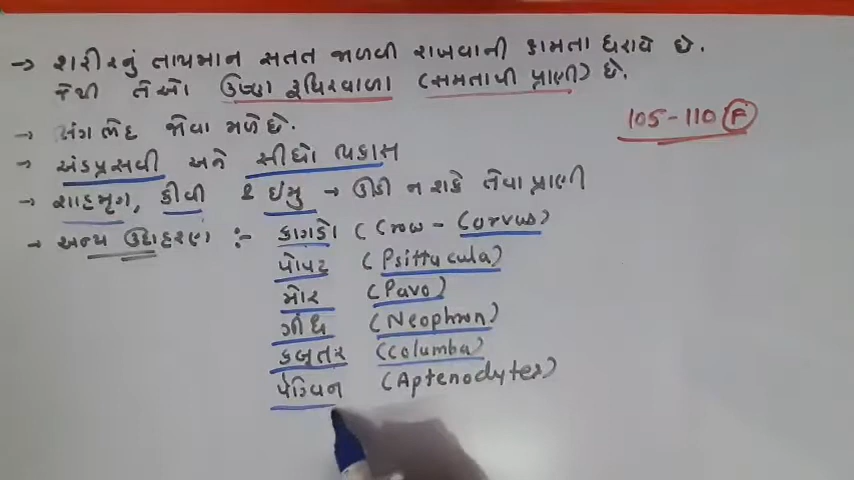 → શરીરનું તાપમાન સતત જાળવી રાખવાની ક્ષમતા ધરાવે છે.
જેથી તેઓ ઉષ્ણ રુધિરવાળા (સમતાપી પ્રાણી) છે.
105-110 (F)
→ લિંગભેદ જોવા મળે છે.
→ અંડપ્રસવી અને સીધો વિકાસ
→ શાહમૃગ, કીવી & ઇમુ → ઊડી ન શકે તેવા પ્રાણી
→ અન્ય ઉદાહરણ :- કાગડો (Crow - Corvus)
પોપટ (Psittacula)
મોર (Pavo)
ગીધ (Neophron)
કબૂતર (Columba)
પેંગ્વિન (Aptenodytes)